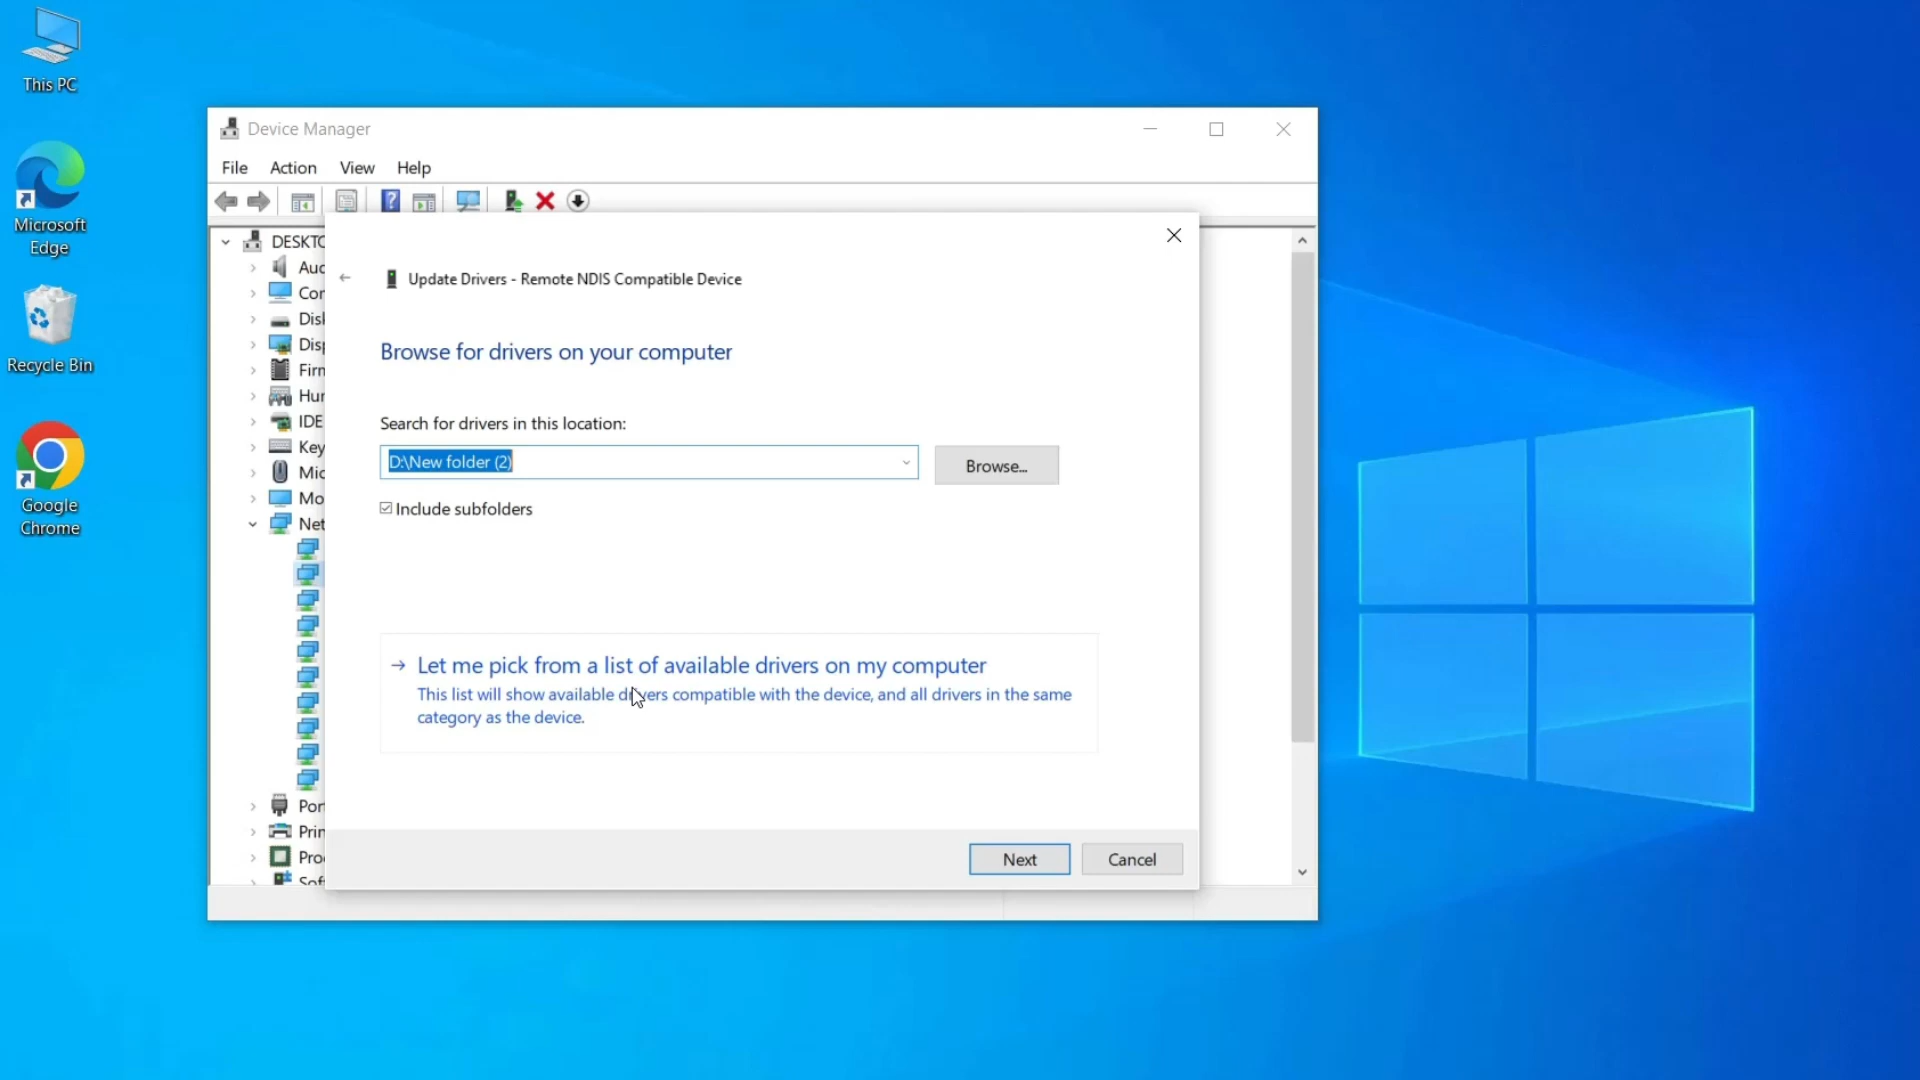 This PC
Microsoft
Edge
Recycle Bin
Google
Chrome
Device Manager
File Action View Help
DESKTO
Aud
Con
Disk
Disp
Firn
Hur
IDE
Key
Mic
Mo
Net
Por
Prin
Pro
Sof
Update Drivers - Remote NDIS Compatible Device
Browse for drivers on your computer
Search for drivers in this location:
D:\New folder (2)
Browse...
Include subfolders
Let me pick from a list of available drivers on my computer
This list will show available drivers compatible with the device, and all drivers in the same
category as the device.
Next Cancel